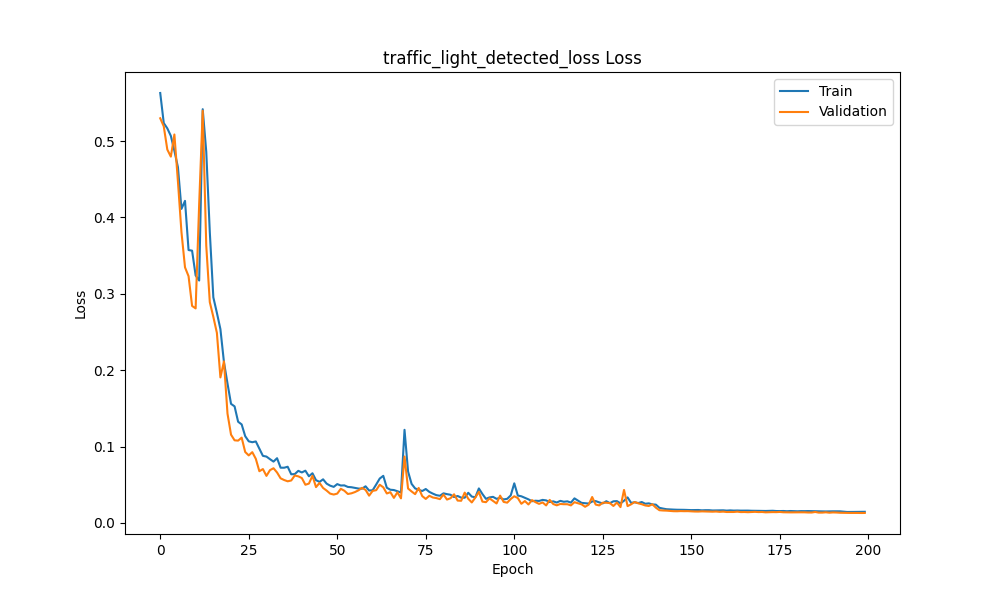 traffic_light_detected_loss Loss
Train
Validation
Loss
0.5
0.4
0.3
0.2
0.1
0.0
0 25 50 75 100 125 150 175 200
Epoch